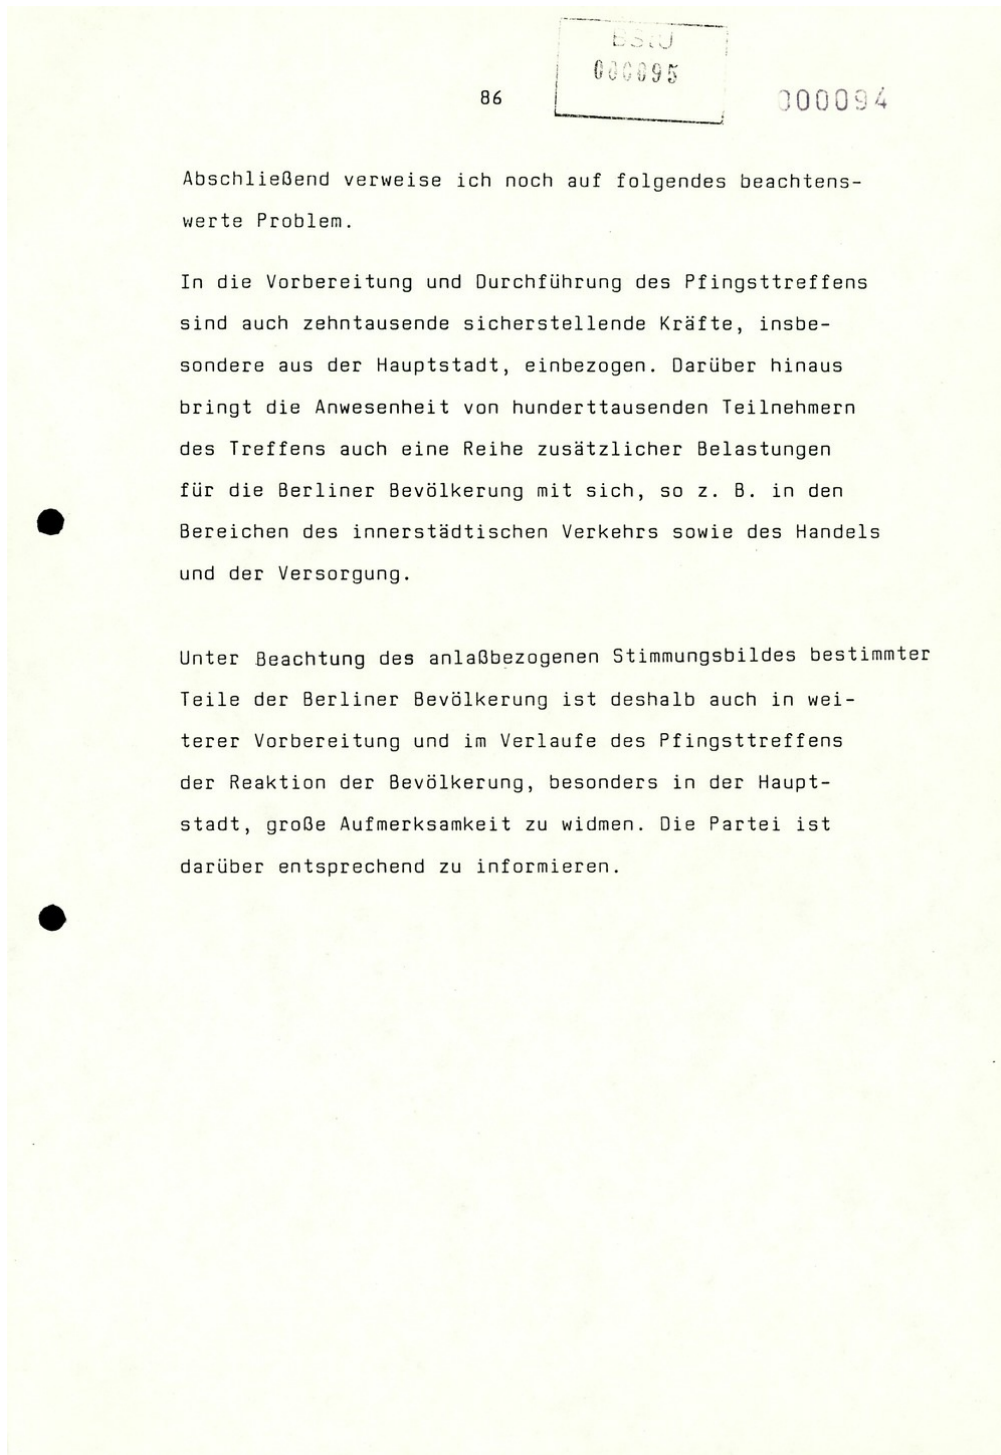 BStU
000095
86
000094
Abschließend verweise ich noch auf folgendes beachtens-
werte Problem.
In die Vorbereitung und Durchführung des Pfingsttreffens
sind auch zehntausende sicherstellende Kräfte, insbe-
sondere aus der Hauptstadt, einbezogen. Darüber hinaus
bringt die Anwesenheit von hunderttausenden Teilnehmern
des Treffens auch eine Reihe zusätzlicher Belastungen
für die Berliner Bevölkerung mit sich, so z. B. in den
Bereichen des innerstädtischen Verkehrs sowie des Handels
und der Versorgung.
Unter Beachtung des anlaßbezogenen Stimmungsbildes bestimmter
Teile der Berliner Bevölkerung ist deshalb auch in wei-
terer Vorbereitung und im Verlaufe des Pfingsttreffens
der Reaktion der Bevölkerung, besonders in der Haupt-
stadt, große Aufmerksamkeit zu widmen. Die Partei ist
darüber entsprechend zu informieren.